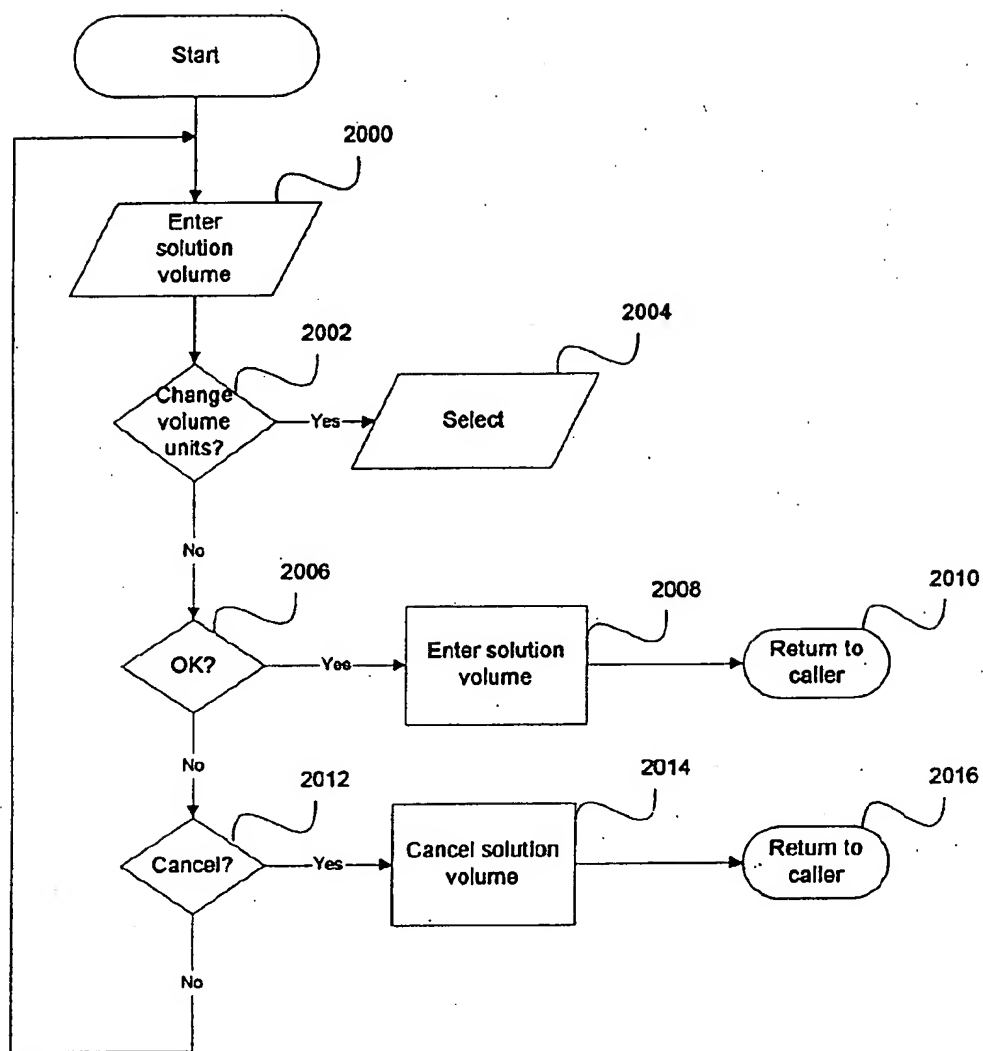 Start
2000
Enter
solution
volume
2002
2004
Change
volume
units?
Yes
Select
No
2006
2008
2010
OK?
Yes
Enter solution
volume
Return to
caller
No
2012
2014
2016
Cancel?
Yes
Cancel solution
volume
Return to
caller
No